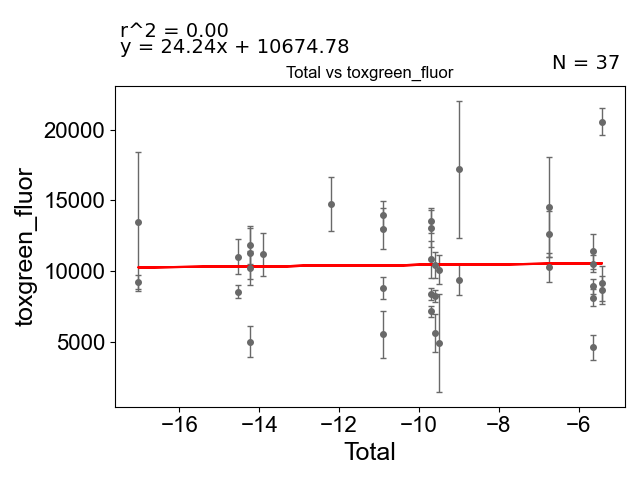 r^2 = 0.00
y = 24.24x + 10674.78
N = 37
Total vs toxgreen_fluor
20000
15000
10000
5000
toxgreen_fluor
−16
−14
−12
−10
−8
−6
Total